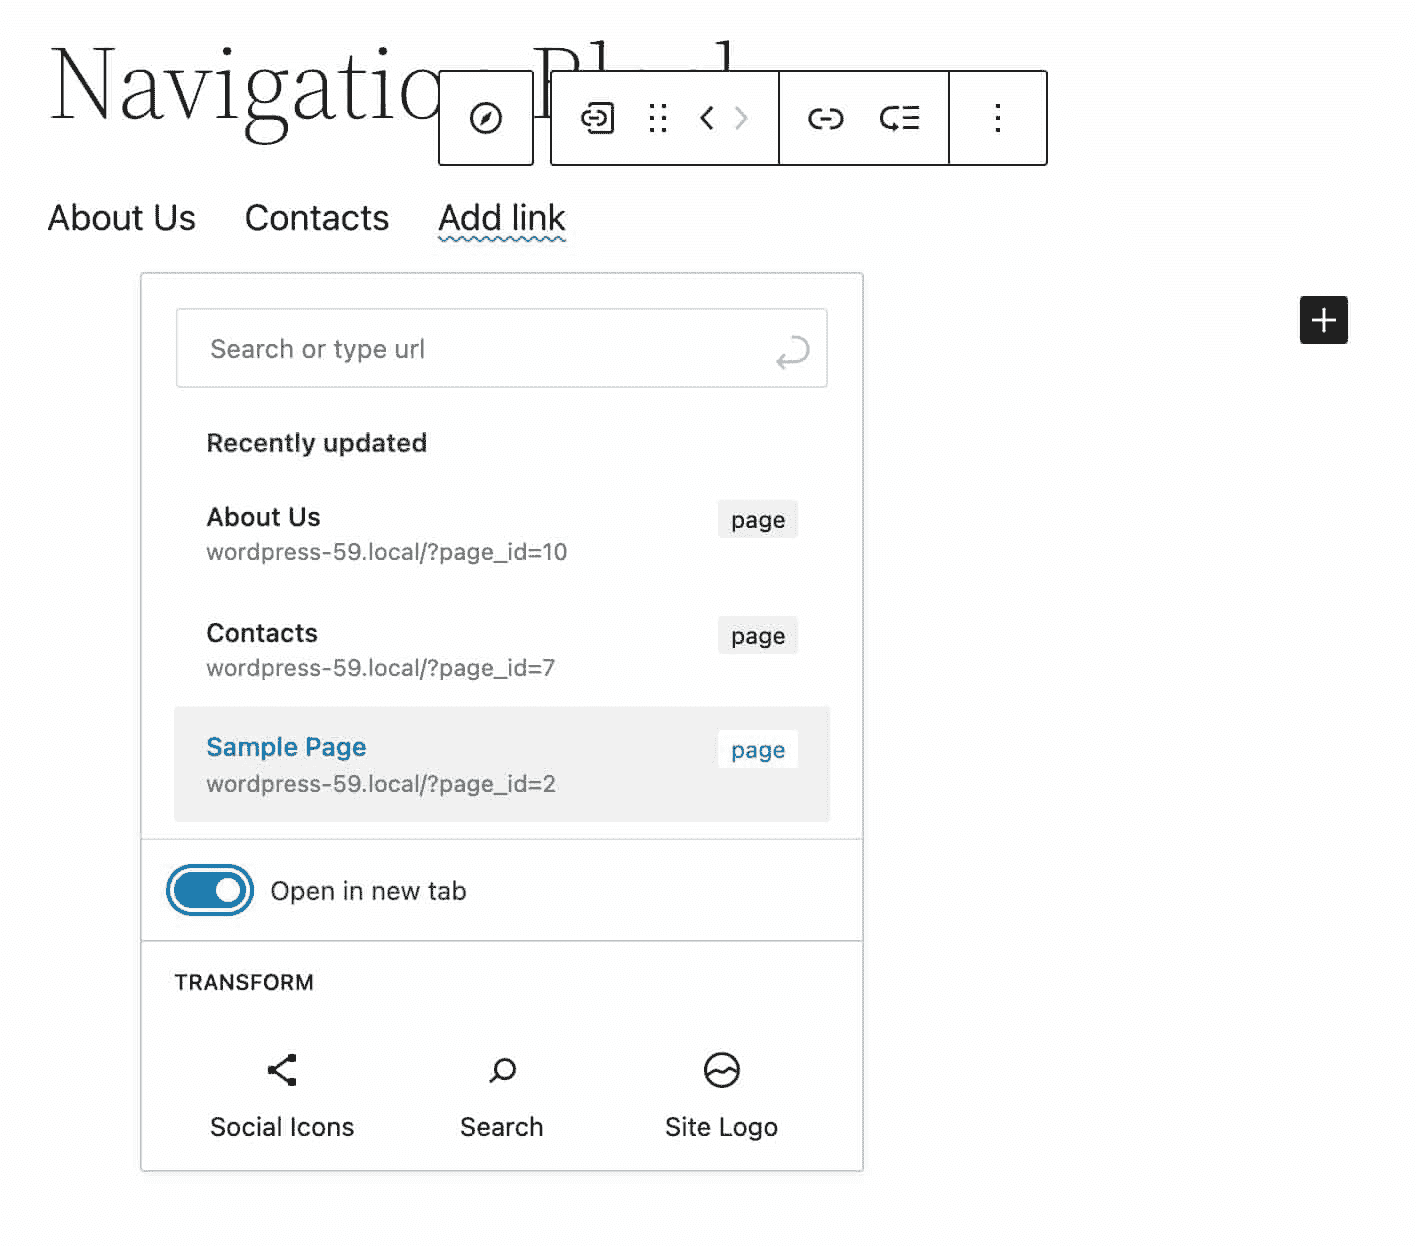 Navigation Block
About Us Contacts Add link
Search or type url
Recently updated
About Us page
wordpress-59.local/?page_id=10
Contacts page
wordpress-59.local/?page_id=7
Sample Page page
wordpress-59.local/?page_id=2
Open in new tab
TRANSFORM
Social Icons Search Site Logo